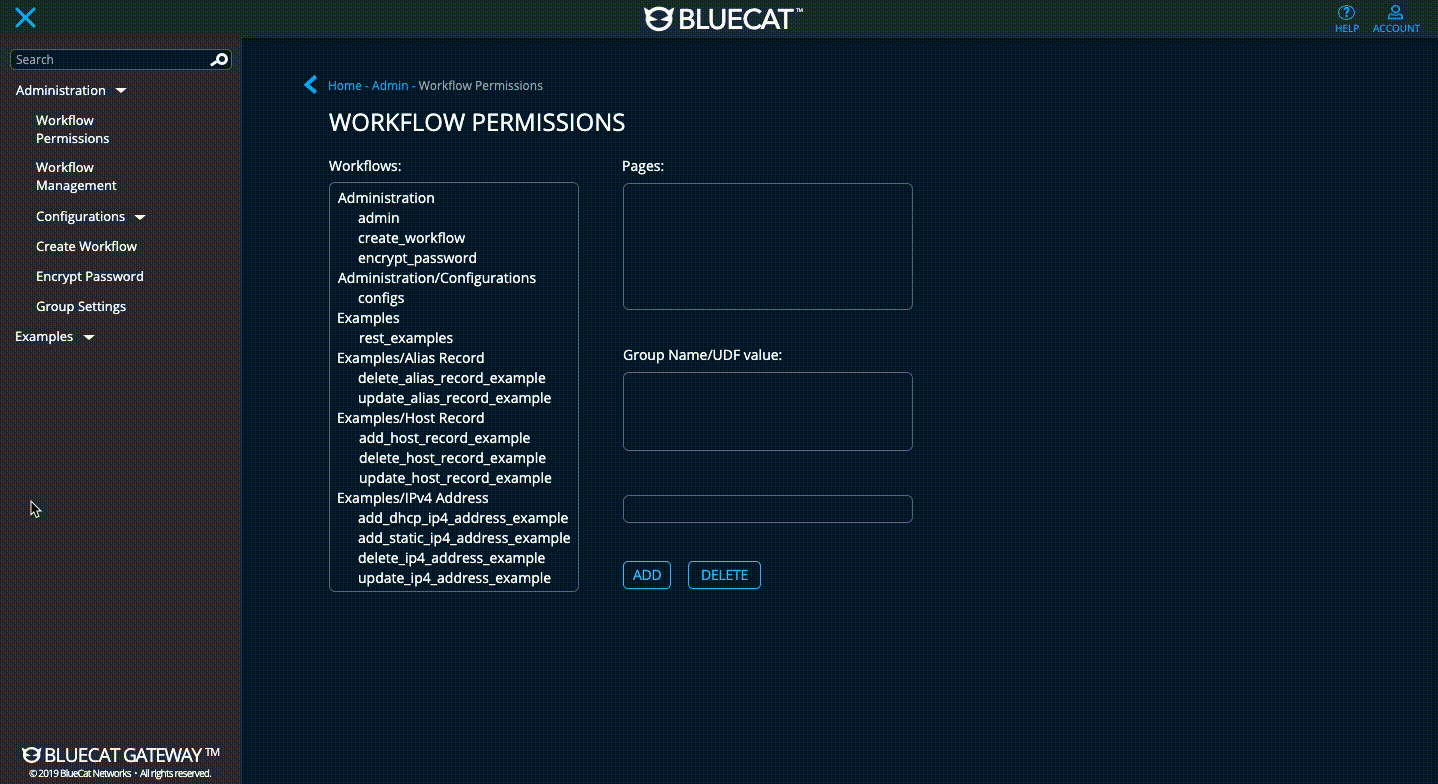 BLUECAT™
HELP
ACCOUNT
Search
Administration
Workflow
Permissions
Workflow
Management
Configurations
Create Workflow
Encrypt Password
Group Settings
Examples
BLUECAT GATEWAY™
© 2019 BlueCat Networks • All rights reserved.
Home - Admin - Workflow Permissions
WORKFLOW PERMISSIONS
Workflows:
Administration
admin
create_workflow
encrypt_password
Administration/Configurations
configs
Examples
rest_examples
Examples/Alias Record
delete_alias_record_example
update_alias_record_example
Examples/Host Record
add_host_record_example
delete_host_record_example
update_host_record_example
Examples/IPv4 Address
add_dhcp_ip4_address_example
add_static_ip4_address_example
delete_ip4_address_example
update_ip4_address_example
Pages:
Group Name/UDF value:
ADD
DELETE